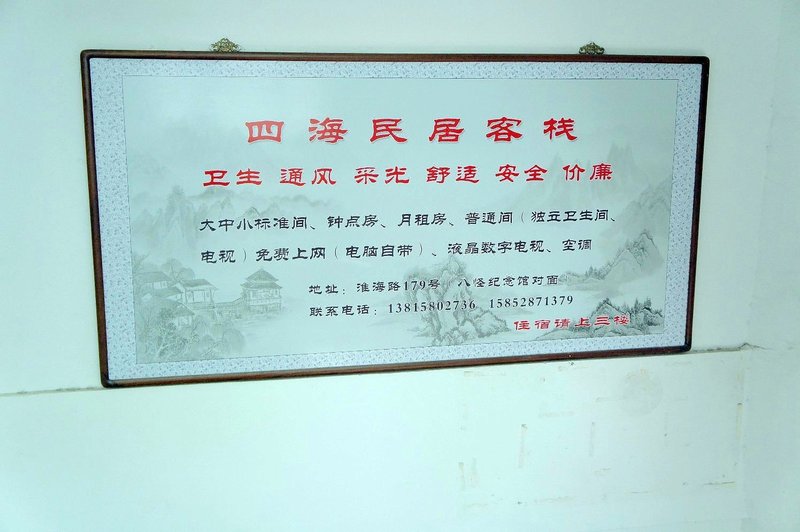 四海民居客栈
卫生 通风 采光 舒适 安全 价廉
大中小标准间、钟点房、月租房、普通间（独立卫生间、
电视）免费上网（电脑自带）、液晶数字电视、空调
地址：淮海路179号（八怪纪念馆对面
联系电话：13815802736 15852871379
住宿请上三楼